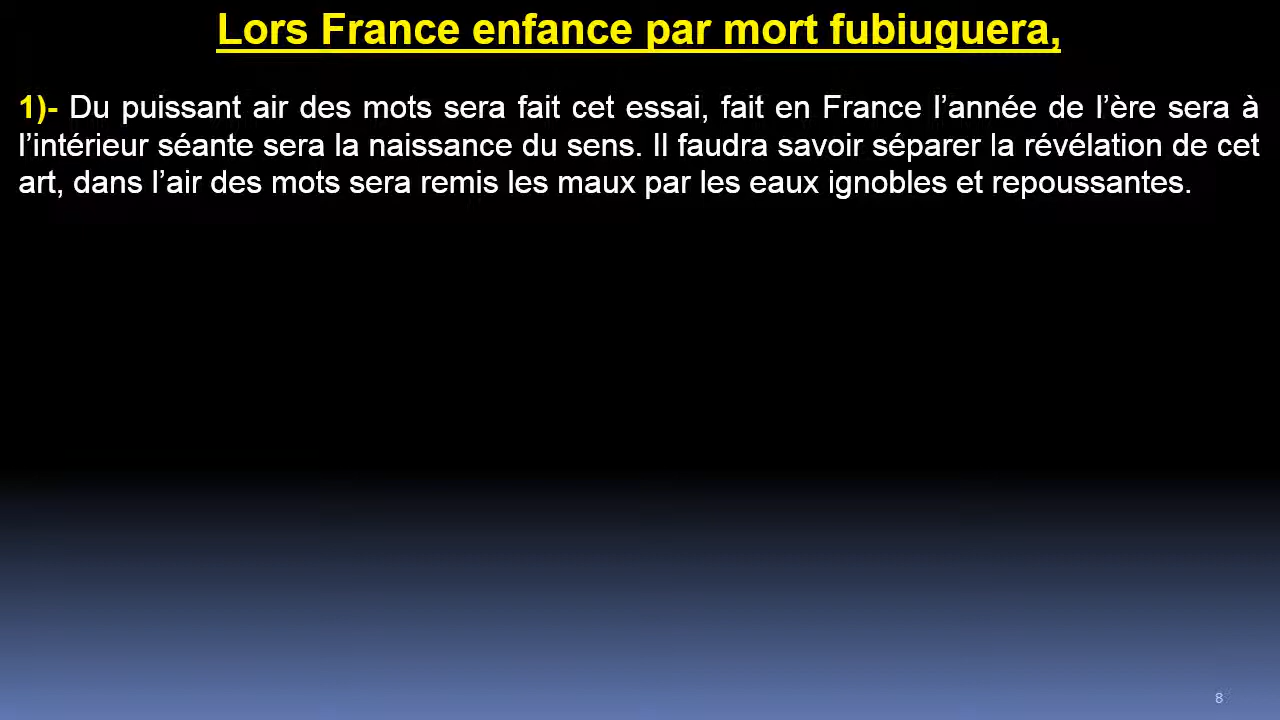 Lors France enfance par mort fubiuguera,
1)- Du puissant air des mots sera fait cet essai, fait en France l’année de l’ère sera à
l’intérieur séante sera la naissance du sens. Il faudra savoir séparer la révélation de cet
art, dans l’air des mots sera remis les maux par les eaux ignobles et repoussantes.
8